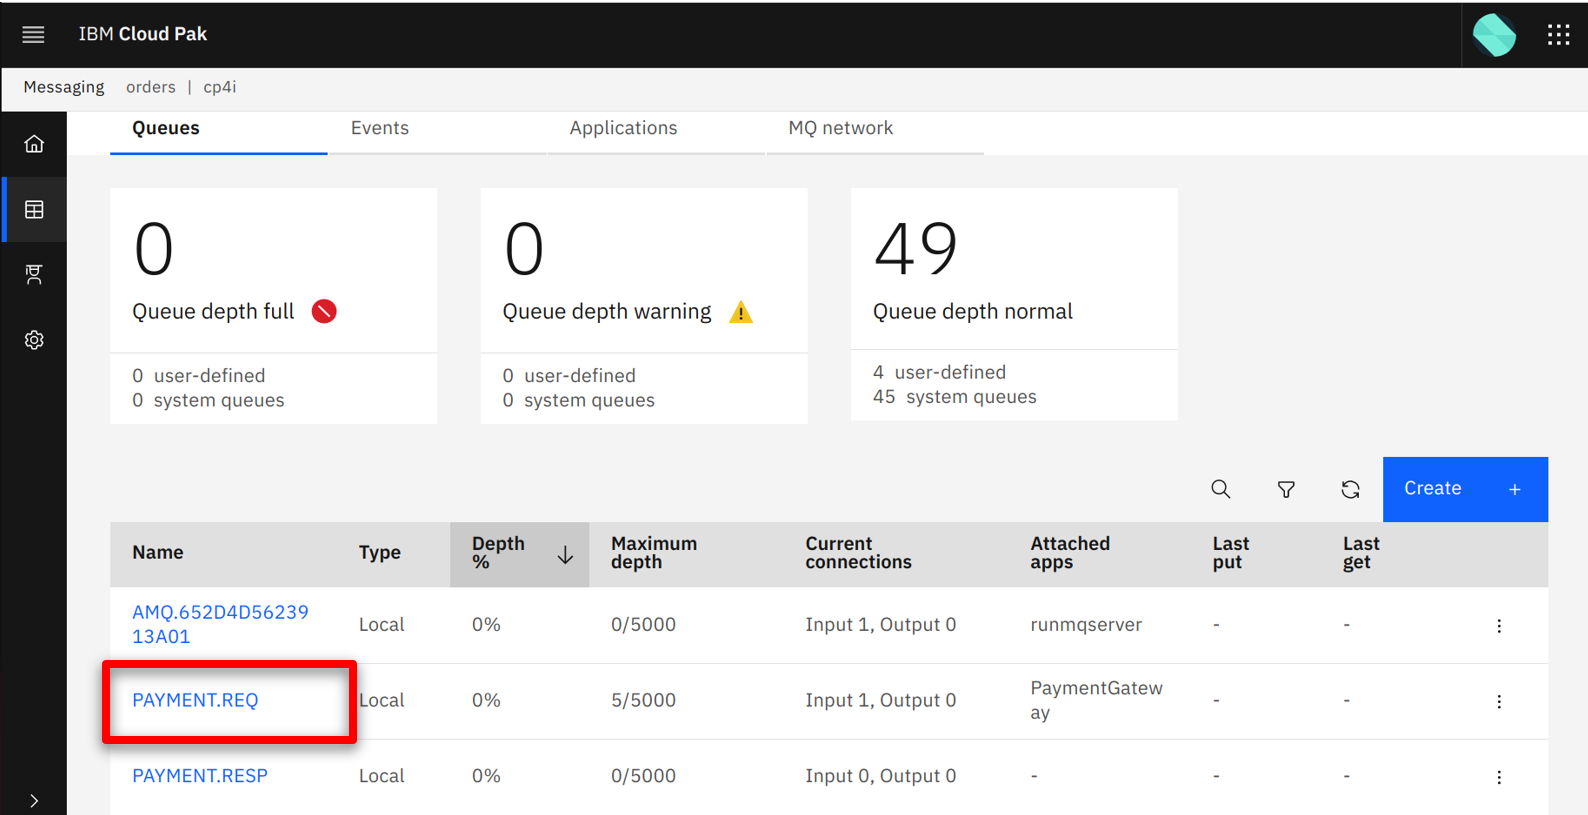 IBM Cloud Pak
Messaging orders | cp4i
Queues Events Applications MQ network
0
Queue depth full
0 user-defined
0 system queues
0
Queue depth warning
0 user-defined
0 system queues
49
Queue depth normal
4 user-defined
45 system queues
Create +
Name Type Depth % Maximum depth Current connections Attached apps Last put Last get
AMQ.652D4D56239
13A01
Local 0% 0/5000 Input 1, Output 0 runmqserver - -
PAYMENT.REQ Local 0% 5/5000 Input 1, Output 0 PaymentGatew
ay
- -
PAYMENT.RESP Local 0% 0/5000 Input 0, Output 0 - - -